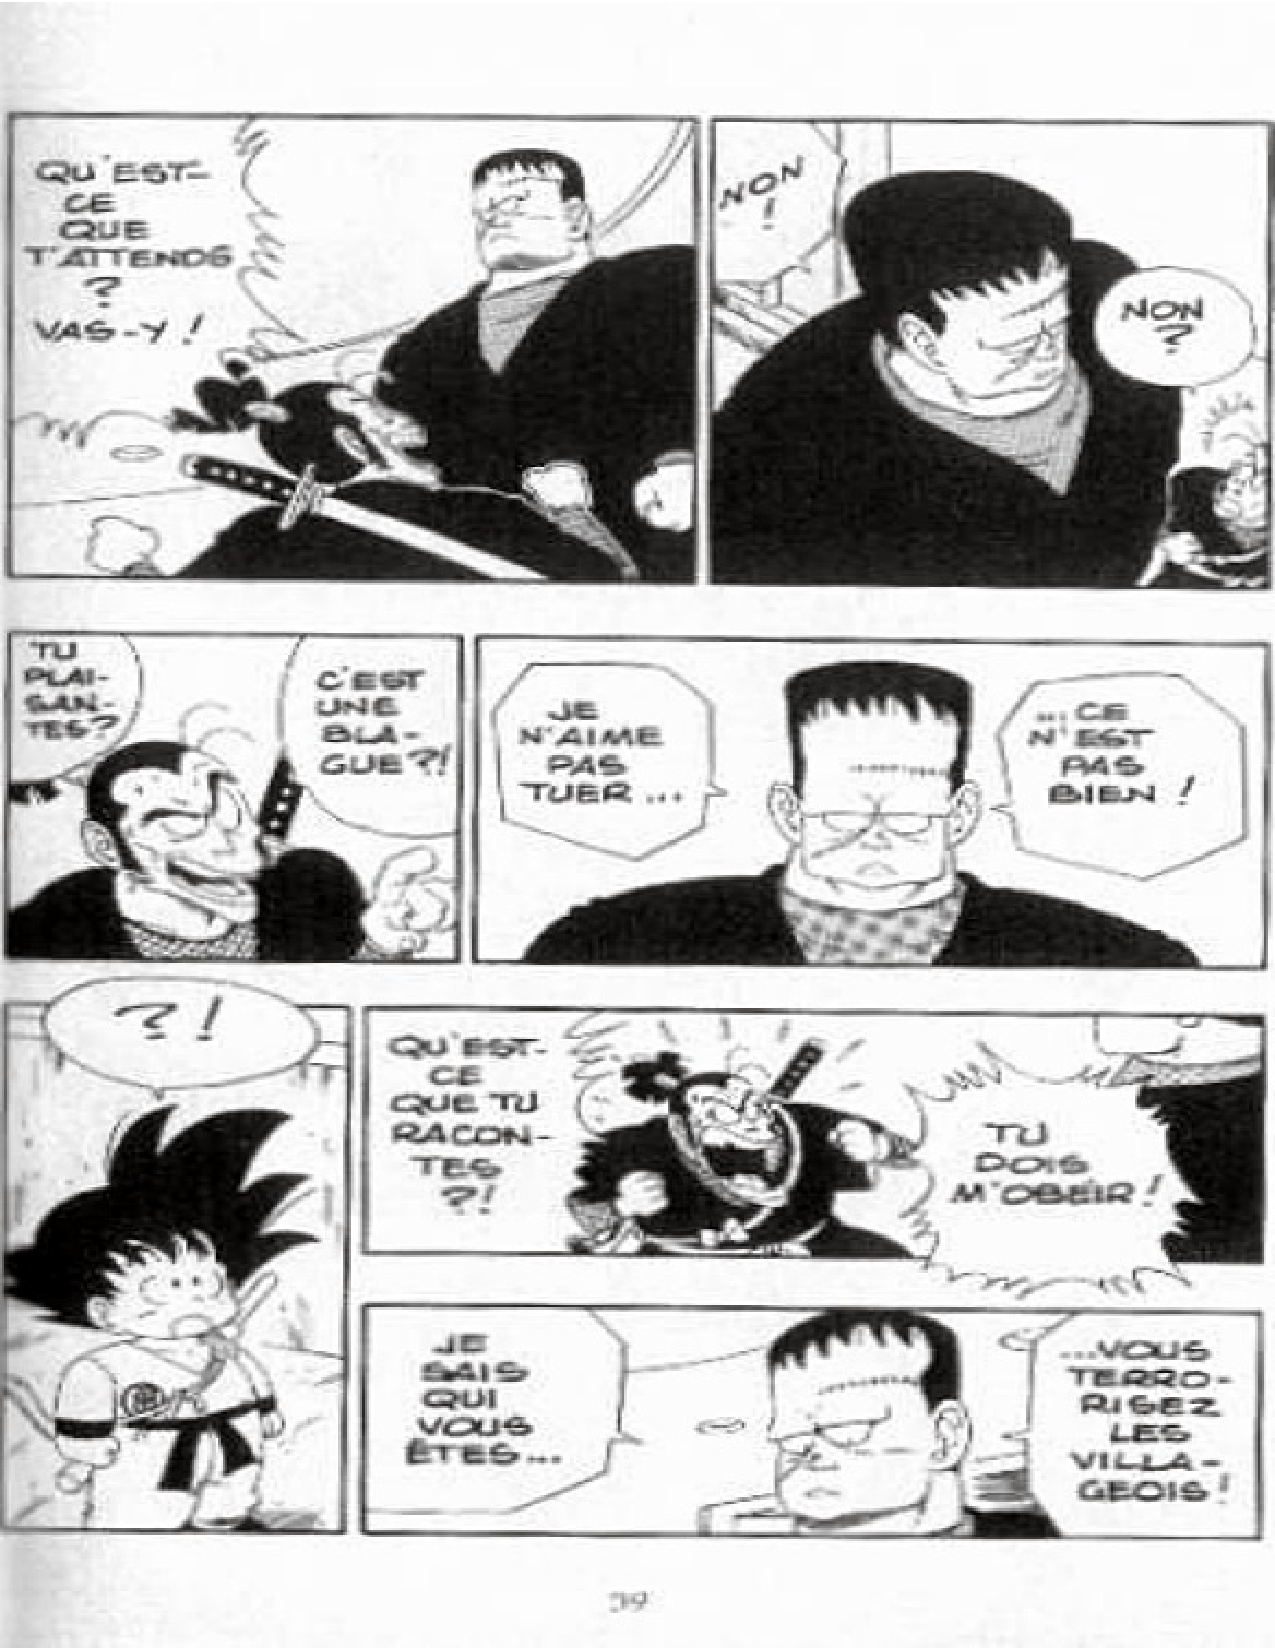 QU'EST-
CE
QUE
T'ATTENDS
?
VAS-Y !
NON
!
NON
?
TU
PLAI-
SAN-
TES?
C'EST
UNE
BLA-
GUE?!
JE
N'AIME
PAS
TUER...
...CE
N'EST
PAS
BIEN !
?!
QU'EST-
CE
QUE TU
RACON-
TES
?!
TU
DOIS
M'OBÉIR !
JE
SAIS
QUI
VOUS
ÊTES...
...VOUS
TERRO-
RISEZ
LES
VILLA-
GEOIS !
39